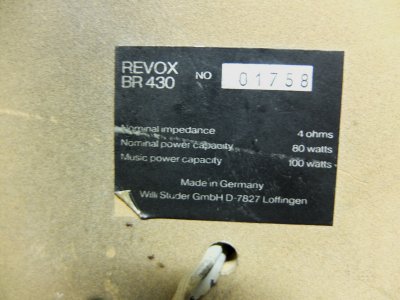 REVOX NO 01758
BR 430
Nominal impedance 4 ohms
Nominal power capacity 80 watts
Music power capacity 100 watts
Made in Germany
Willi Studer GmbH D-7827 Löffingen